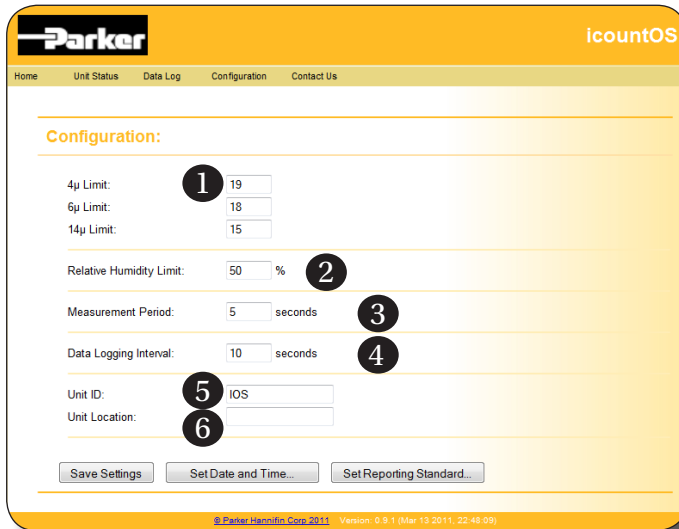 Parker
icountOS
Home Unit Status Data Log Configuration Contact Us
Configuration:
4µ Limit: 1 19
6µ Limit: 18
14µ Limit: 15
Relative Humidity Limit: 50 % 2
Measurement Period: 5 seconds 3
Data Logging Interval: 10 seconds 4
Unit ID: 5 IOS
Unit Location: 6
Save Settings Set Date and Time... Set Reporting Standard...
© Parker Hannifin Corp 2011 Version: 0.9.1 (Mar 13 2011, 22:48:09)